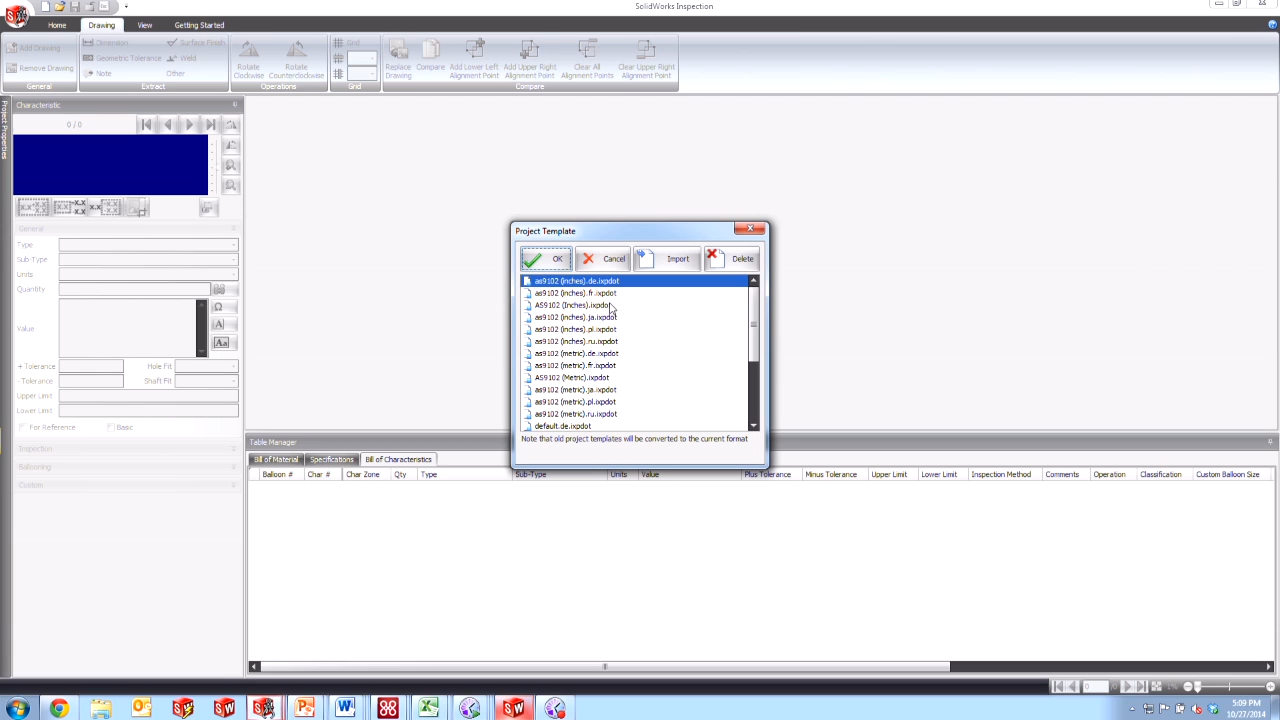 SolidWorks Inspection
Home Drawing View Getting Started
Add Drawing
Remove Drawing
General
Dimension
Geometric Tolerance
Note
Surface Finish
Weld
Other
Extract
Rotate Clockwise
Rotate Counterclockwise
Operations
Grid
Grid
Replace Drawing
Compare
Add Lower Left Alignment Point
Add Upper Right Alignment Point
Clear All Alignment Points
Clear Upper Right Alignment Point
Compare
Project Properties
Characteristic
0 / 0
General
Type
Sub-Type
Units
Quantity
Value
+ Tolerance
Hole Fit
- Tolerance
Shaft Fit
Upper Limit
Lower Limit
For Reference
Basic
Inspection
Ballooning
Custom
Project Template
OK Cancel Import Delete
as9102 (inches).de.ixpdot
as9102 (inches).fr.ixpdot
AS9102 (Inches).ixpdot
as9102 (inches).ja.ixpdot
as9102 (inches).pl.ixpdot
as9102 (inches).ru.ixpdot
as9102 (metric).de.ixpdot
as9102 (metric).fr.ixpdot
AS9102 (Metric).ixpdot
as9102 (metric).ja.ixpdot
as9102 (metric).pl.ixpdot
as9102 (metric).ru.ixpdot
default.de.ixpdot
Note that old project templates will be converted to the current format
Table Manager
Bill of Material Specifications Bill of Characteristics
Balloon # Char # Char Zone Qty Type Sub-Type Units Value Plus Tolerance Minus Tolerance Upper Limit Lower Limit Inspection Method Comments Operation Classification Custom Balloon Size
0 /0 1%
5:09 PM
10/27/2014